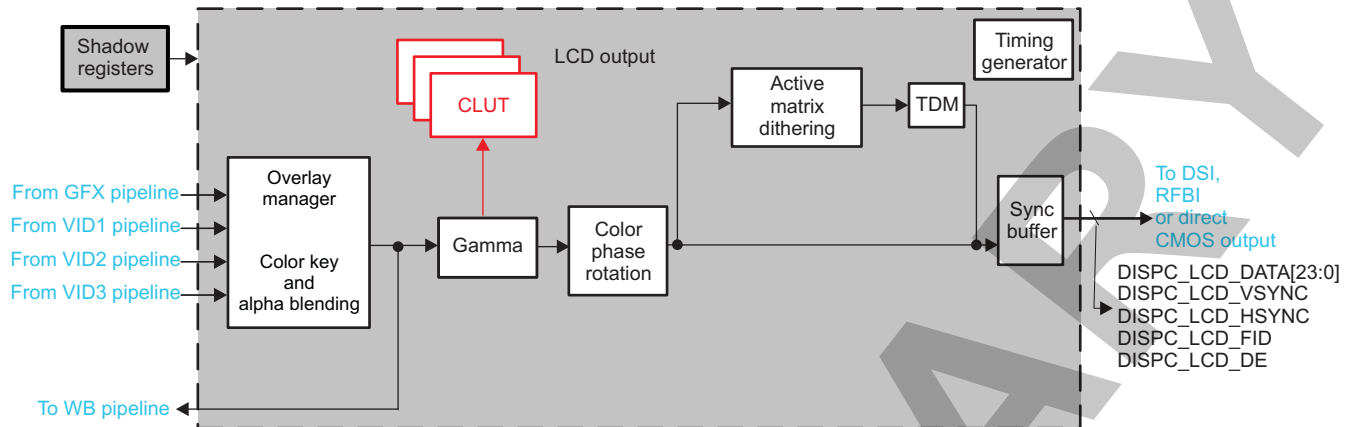 Shadow
registers
LCD output
Timing
generator
CLUT
Active
matrix
dithering
TDM
From GFX pipeline
From VID1 pipeline
From VID2 pipeline
From VID3 pipeline
Overlay
manager
Color key
and
alpha blending
Gamma
Color
phase
rotation
Sync
buffer
To DSI,
RFBI
or direct
CMOS output
DISPC_LCD_DATA[23:0]
DISPC_LCD_VSYNC
DISPC_LCD_HSYNC
DISPC_LCD_FID
DISPC_LCD_DE
To WB pipeline
ARY